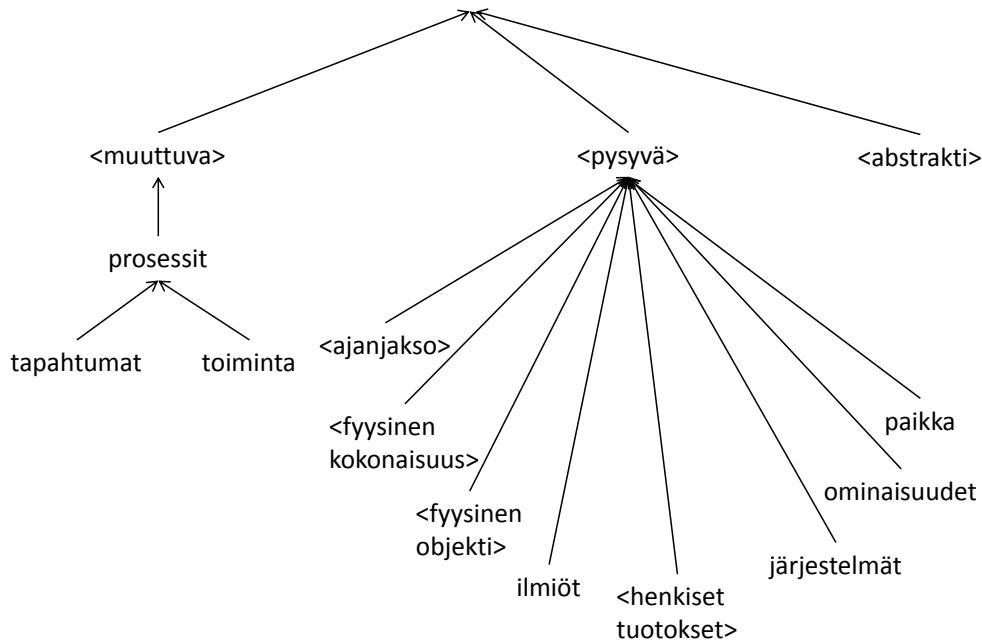 <muuttuva>
<pysyvä>
<abstrakti>
prosessit
tapahtumat
toiminta
<ajanjakso>
<fyysinen
kokonaisuus>
<fyysinen
objekti>
ilmiöt
<henkiset
tuotokset>
järjestelmät
ominaisuudet
paikka